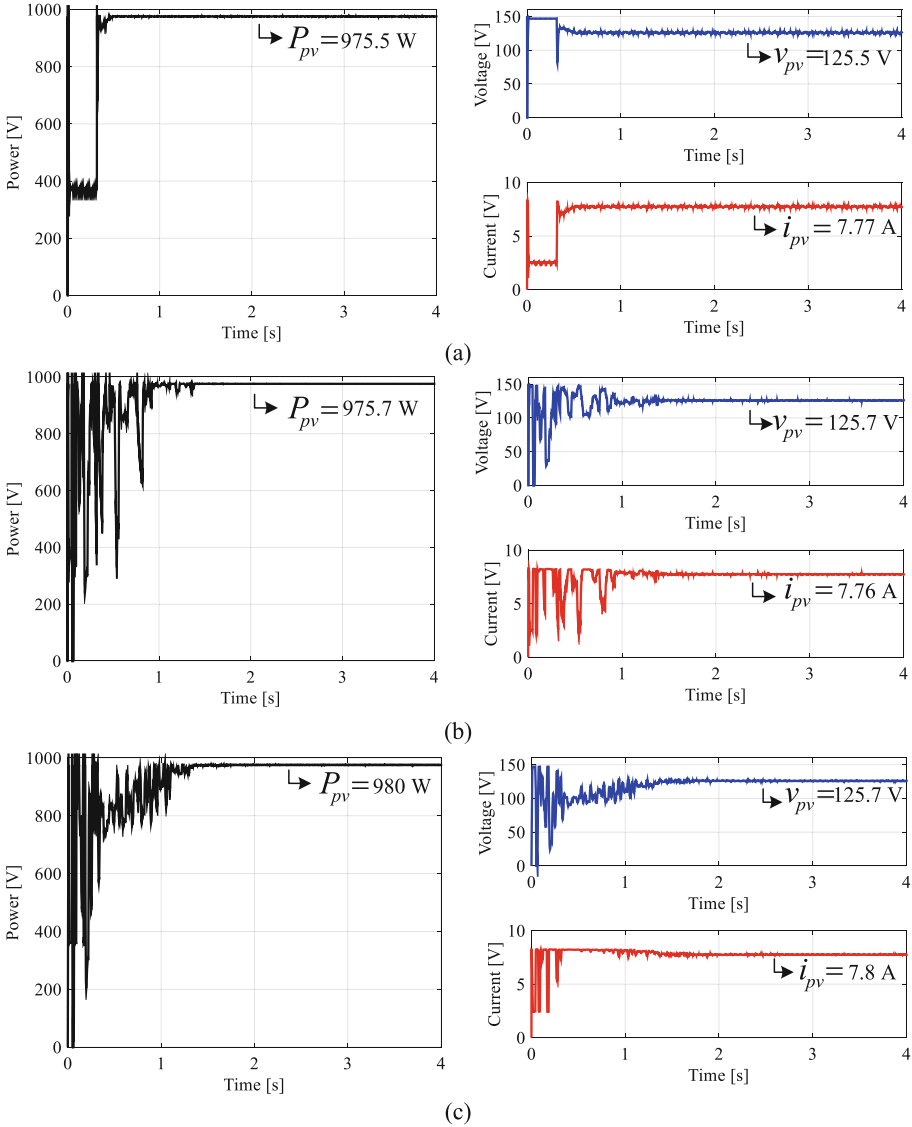 1000
800
600
400
200
0
Power [V]
P_pv = 975.5 W
0 1 2 3 4
Time [s]
150
100
50
0
Voltage [V]
v_pv = 125.5 V
0 1 2 3 4
Time [s]
10
5
0
Current [V]
i_pv = 7.77 A
0 1 2 3 4
Time [s]
(a)
1000
800
600
400
200
0
Power [V]
P_pv = 975.7 W
0 1 2 3 4
Time [s]
150
100
50
0
Voltage [V]
v_pv = 125.7 V
0 1 2 3 4
Time [s]
10
5
0
Current [V]
i_pv = 7.76 A
0 1 2 3 4
Time [s]
(b)
1000
800
600
400
200
0
Power [V]
P_pv = 980 W
0 1 2 3 4
Time [s]
150
100
50
0
Voltage [V]
v_pv = 125.7 V
0 1 2 3 4
Time [s]
10
5
0
Current [V]
i_pv = 7.8 A
0 1 2 3 4
Time [s]
(c)